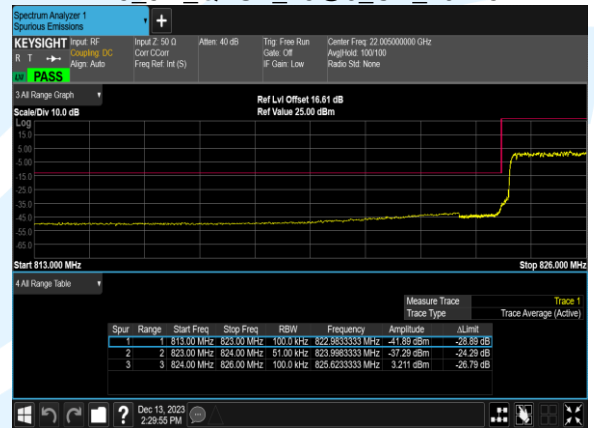 Spectrum Analyzer 1
Spurious Emissions
KEYSIGHT Input: RF Input Z: 50 Ω Atten: 40 dB Trig: Free Run Center Freq: 22.005000000 GHz
R T Coupling: DC Corr CCorr Gate: Off Avg|Hold: 100/100
Align: Auto Freq Ref: Int (S) IF Gain: Low Radio Std: None
PASS
3 All Range Graph
Ref Lvl Offset 16.61 dB
Scale/Div 10.0 dB Ref Value 25.00 dBm
Log
15.0
5.00
-5.00
-15.0
-25.0
-35.0
-45.0
-55.0
-65.0
Start 813.000 MHz Stop 826.000 MHz
4 All Range Table
Measure Trace Trace 1
Trace Type Trace Average (Active)
Spur Range Start Freq Stop Freq RBW Frequency Amplitude ΔLimit
1 1 813.00 MHz 823.00 MHz 100.0 kHz 822.9833333 MHz -41.89 dBm -28.89 dB
2 2 823.00 MHz 824.00 MHz 51.00 kHz 823.9983333 MHz -37.29 dBm -24.29 dB
3 3 824.00 MHz 826.00 MHz 100.0 kHz 825.6233333 MHz 3.211 dBm -26.79 dB
Dec 13, 2023
2:29:55 PM